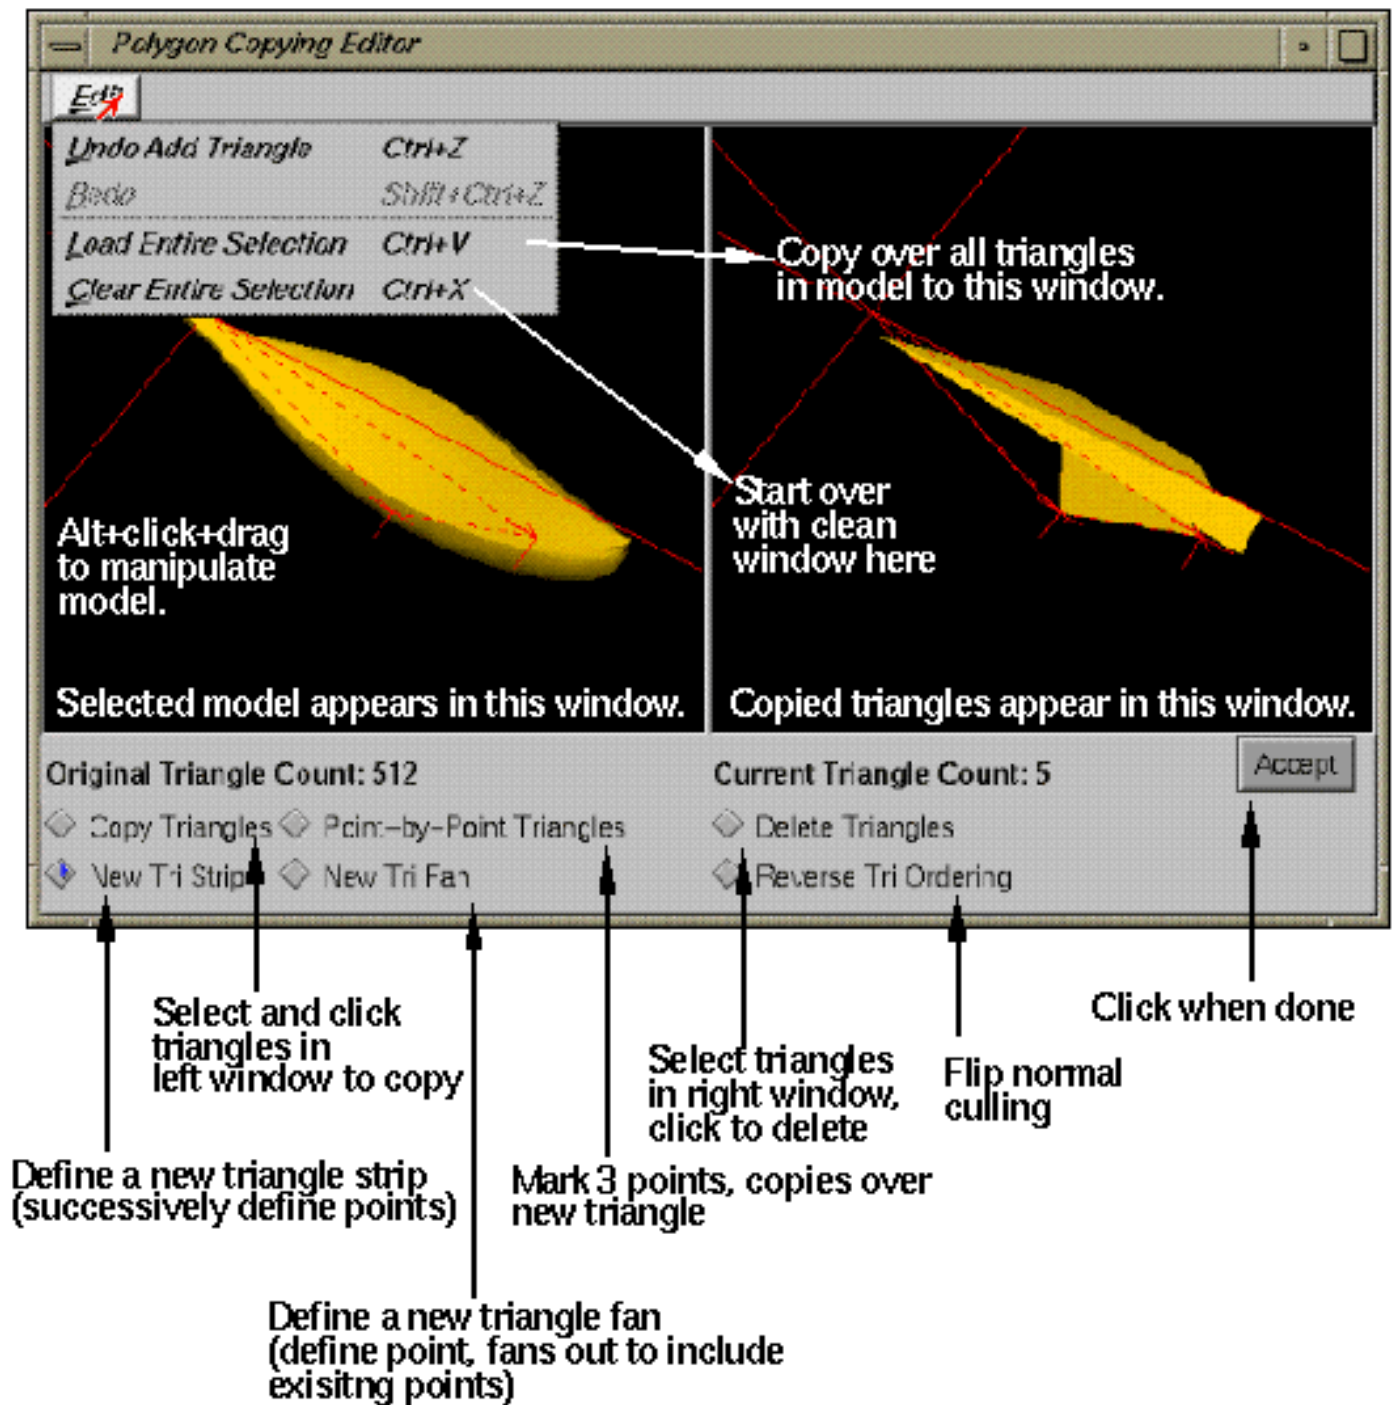 Polygon Copying Editor
Edit
Undo Add Triangle Ctrl+Z
Redo Shift+Ctrl+Z
Load Entire Selection Ctrl+V
Clear Entire Selection Ctrl+X
Copy over all triangles
in model to this window.
Start over
with clean
window here
Alt+click+drag
to manipulate
model.
Selected model appears in this window.
Copied triangles appear in this window.
Original Triangle Count: 512
Current Triangle Count: 5
Accept
Copy Triangles
Point-by-Point Triangles
Delete Triangles
New Tri Strip
New Tri Fan
Reverse Tri Ordering
Select and click
triangles in
left window to copy
Click when done
Select triangles
in right window,
click to delete
Flip normal
culling
Define a new triangle strip
(successively define points)
Mark 3 points, copies over
new triangle
Define a new triangle fan
(define point, fans out to include
exisitng points)